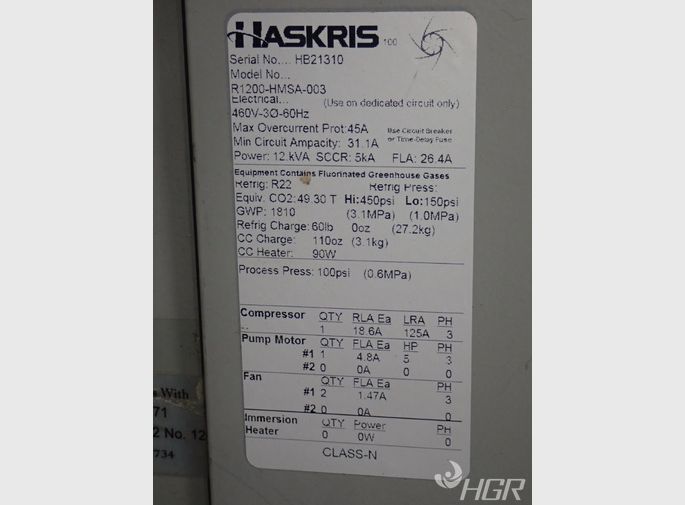 HASKRIS 100
Serial No.... HB21310
Model No...
R1200-HMSA-003
Electrical... (Use on dedicated circuit only)
460V-3Ø-60Hz
Max Overcurrent Prot:45A Use Circuit Breaker
Min Circuit Ampacity: 31.1A or Time-Delay Fuse
Power: 12.kVA SCCR: 5kA FLA: 26.4A
Equipment Contains Fluorinated Greenhouse Gases
Refrig: R22 Refrig Press:
Equiv. CO2:49.30 T Hi:450psi Lo:150psi
GWP: 1810 (3.1MPa) (1.0MPa)
Refrig Charge:60lb 0oz (27.2kg)
CC Charge: 110oz (3.1kg)
CC Heater: 90W
Process Press: 100psi (0.6MPa)
Compressor QTY RLA Ea LRA PH
1 18.6A 125A 3
Pump Motor QTY FLA Ea HP PH
#1 1 4.8A 5 3
#2 0 0A 0 0
Fan QTY FLA Ea PH
#1 2 1.47A 3
#2 0 0A 0
Immersion QTY Power PH
Heater 0 0W 0
CLASS-N
With
71
2 No. 12
734
HGR